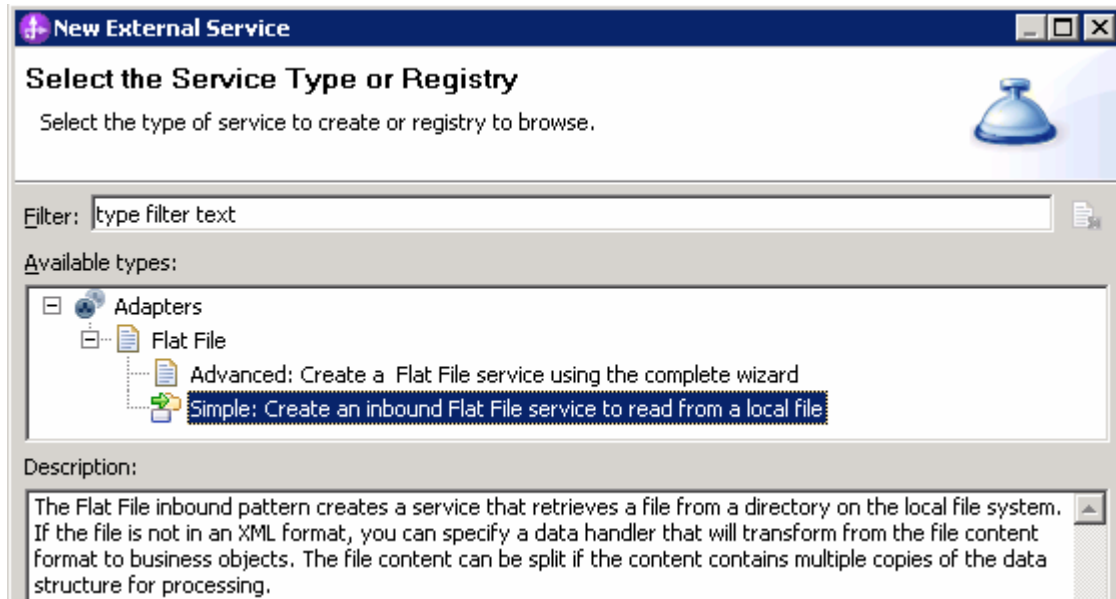 New External Service
Select the Service Type or Registry
Select the type of service to create or registry to browse.
Filter: type filter text
Available types:
Adapters
Flat File
Advanced: Create a Flat File service using the complete wizard
Simple: Create an inbound Flat File service to read from a local file
Description:
The Flat File inbound pattern creates a service that retrieves a file from a directory on the local file system.
If the file is not in an XML format, you can specify a data handler that will transform from the file content
format to business objects. The file content can be split if the content contains multiple copies of the data
structure for processing.